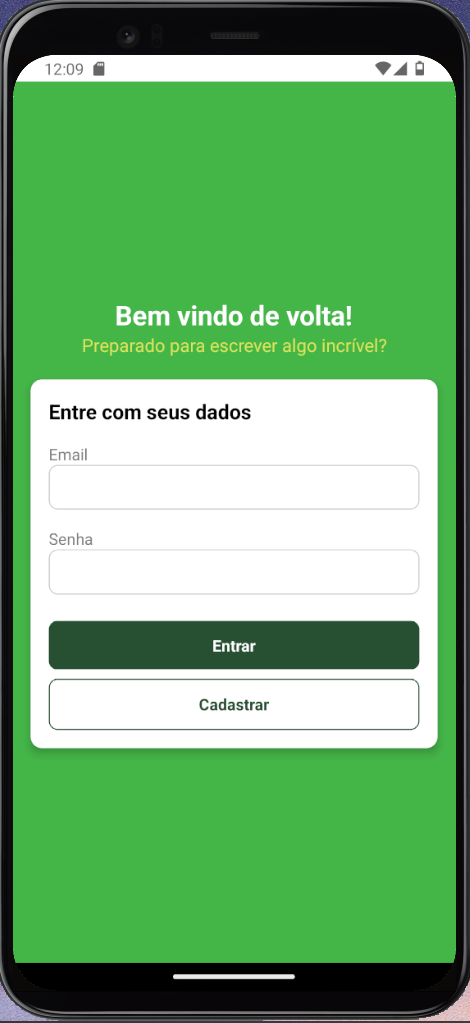 12:09
Bem vindo de volta!
Preparado para escrever algo incrível?
Entre com seus dados
Email
Senha
Entrar
Cadastrar